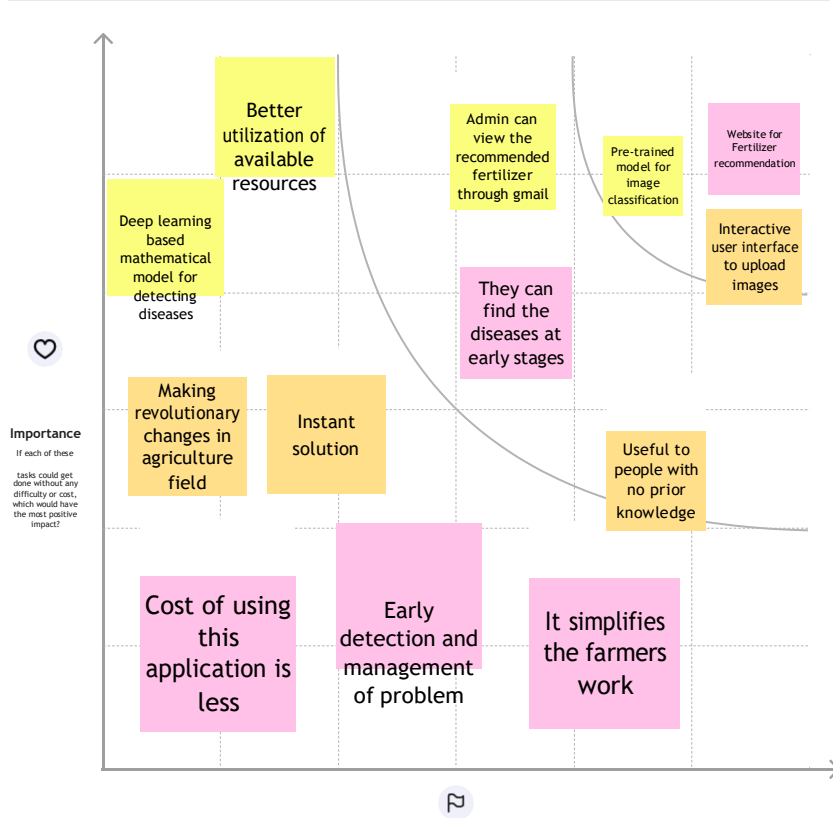 Better
utilization of
available
resources
Admin can
view the
recommended
fertilizer
through gmail
Pre-trained
model for
image
classification
Website for
Fertilizer
recommendation
Deep learning
based
mathematical
model for
detecting
diseases
Interactive
user interface
to upload
images
They can
find the
diseases at
early stages
Making
revolutionary
changes in
agriculture
field
Instant
solution
Importance
If each of these
tasks could get
done without any
difficulty or cost,
which would have
the most positive
impact?
Useful to
people with
no prior
knowledge
Cost of using
this
application is
less
Early
detection and
management
of problem
It simplifies
the farmers
work